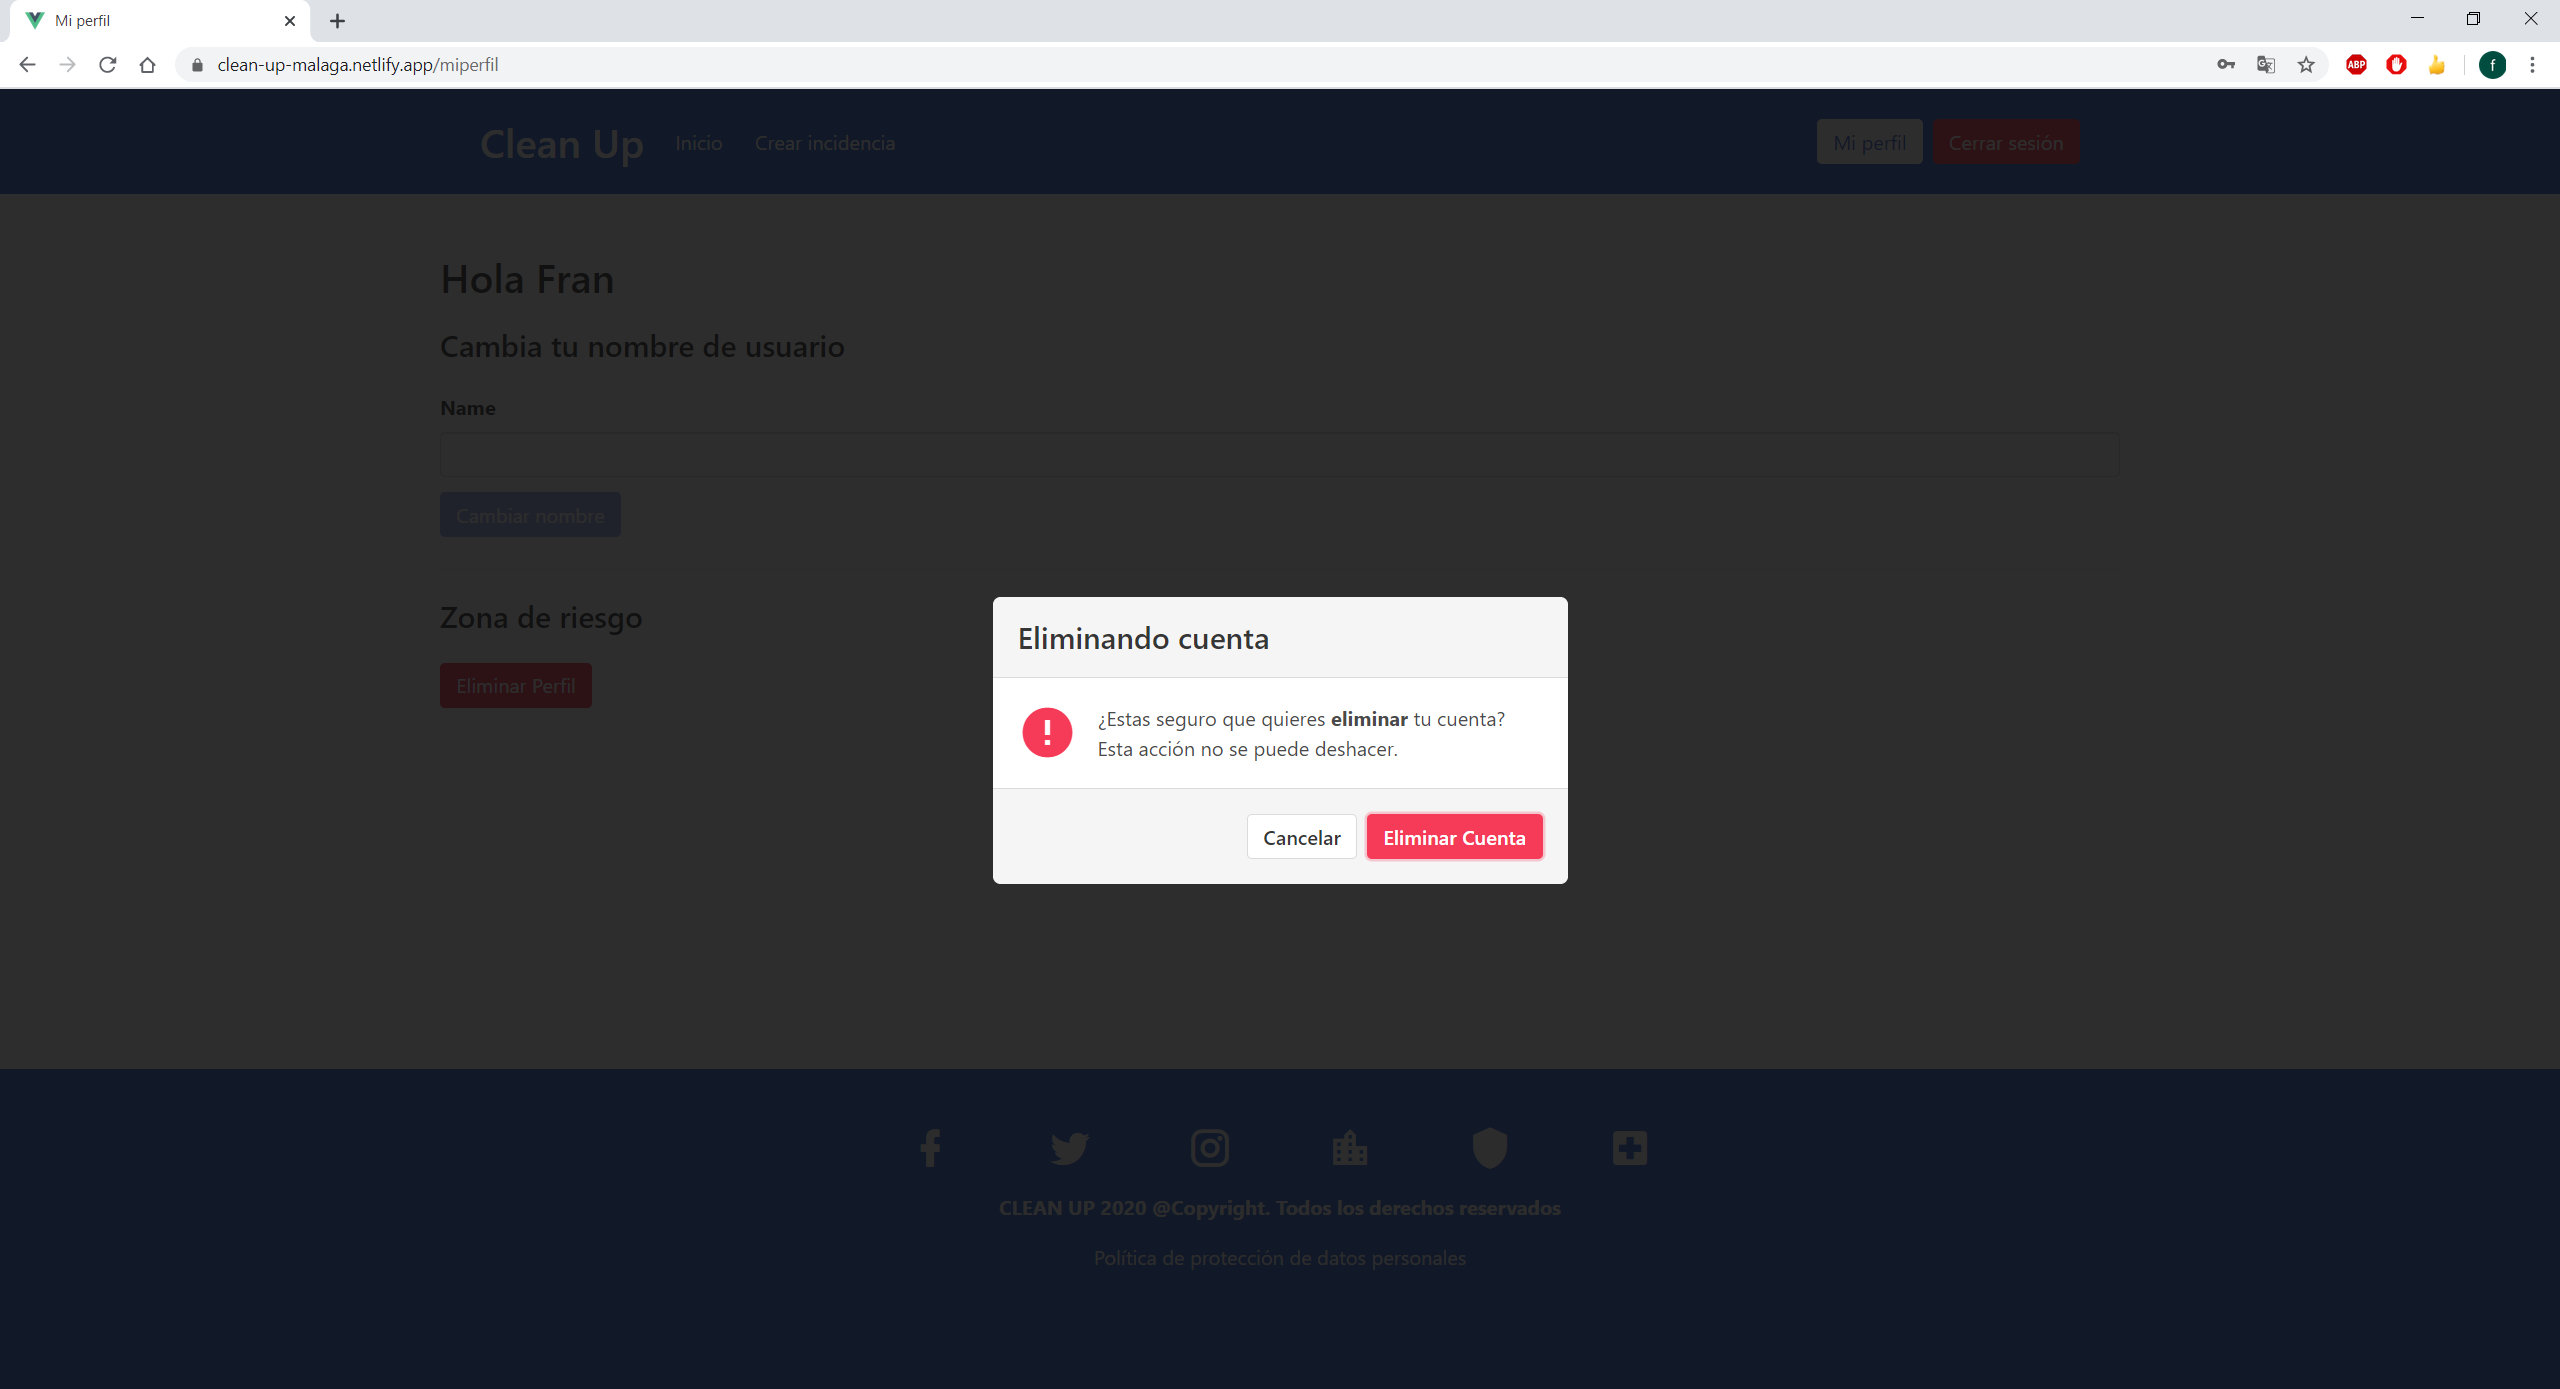 Mi perfil
clean-up-malaga.netlify.app/miperfil
ABP
f
Clean Up Inicio Crear incidencia Mi perfil Cerrar sesión
Hola Fran
Cambia tu nombre de usuario
Name
Cambiar nombre
Zona de riesgo
Eliminar Perfil
Eliminando cuenta
¿Estas seguro que quieres eliminar tu cuenta?
Esta acción no se puede deshacer.
Cancelar Eliminar Cuenta
CLEAN UP 2020 @Copyright. Todos los derechos reservados
Política de protección de datos personales